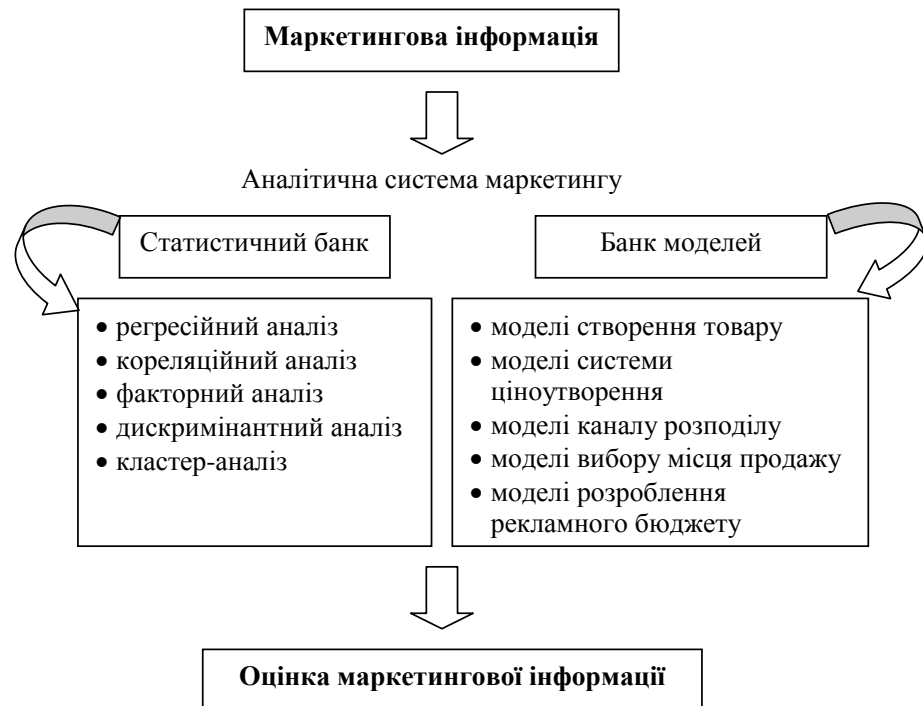 Маркетингова інформація
Аналітична система маркетингу
Статистичний банк
Банк моделей
• регресійний аналіз
• кореляційний аналіз
• факторний аналіз
• дискримінантний аналіз
• кластер-аналіз
• моделі створення товару
• моделі системи
ціноутворення
• моделі каналу розподілу
• моделі вибору місця продажу
• моделі розроблення
рекламного бюджету
Оцінка маркетингової інформації